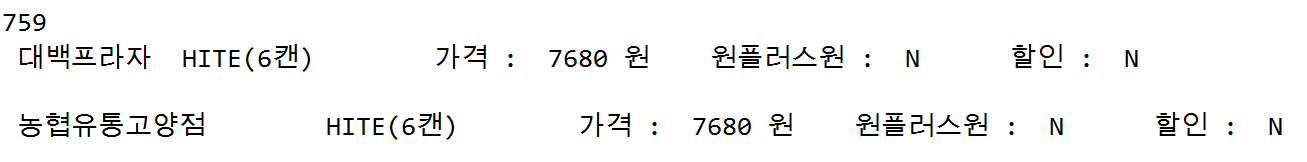 759
대백프라자 HITE(6캔) 가격 : 7680 원 원플러스원 : N 할인 : N
농협유통고양점 HITE(6캔) 가격 : 7680 원 원플러스원 : N 할인 : N